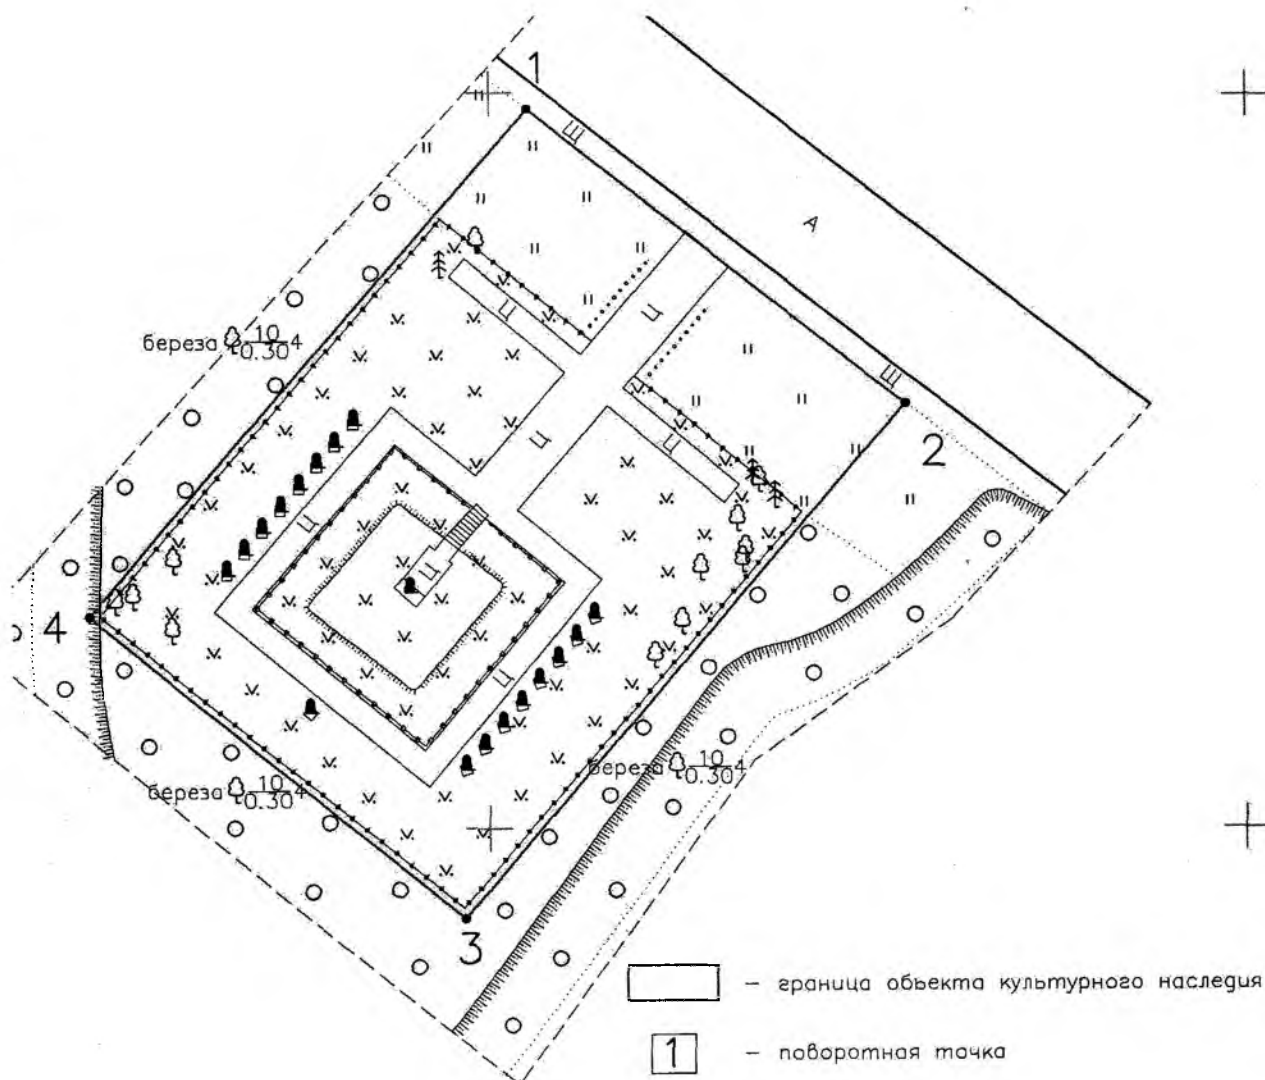 1
Щ
А
береза 10/0.30 4
Ц
Ц
Щ
Ц
2
Ц
Ц
Ц
4
Ц
береза 10/0.30 4
береза 10/0.30 4
3
– граница объекта культурного наследия
1 – поворотная точка